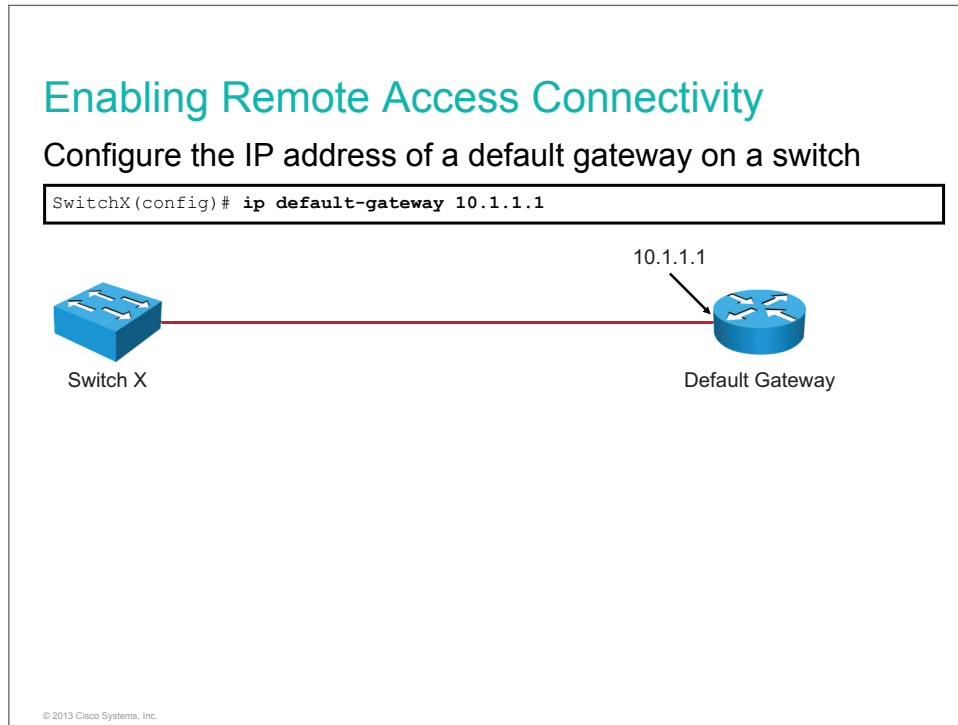 Enabling Remote Access Connectivity
Configure the IP address of a default gateway on a switch
SwitchX(config)# ip default-gateway 10.1.1.1
10.1.1.1
Switch X
Default Gateway
© 2013 Cisco Systems, Inc.